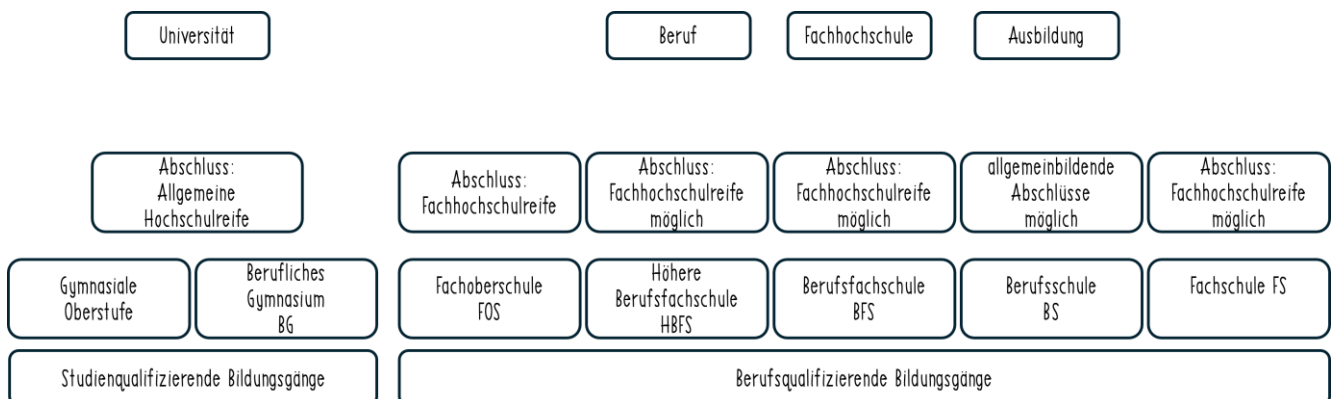 Universität
Beruf
Fachhochschule
Ausbildung
Abschluss:
Allgemeine
Hochschulreife
Abschluss:
Fachhochschulreife
Abschluss:
Fachhochschulreife
möglich
Abschluss:
Fachhochschulreife
möglich
allgemeinbildende
Abschlüsse
möglich
Abschluss:
Fachhochschulreife
möglich
Gymnasiale
Oberstufe
Berufliches
Gymnasium
BG
Fachoberschule
FOS
Höhere
Berufsfachschule
HBFS
Berufsfachschule
BFS
Berufsschule
BS
Fachschule FS
Studienqualifizierende Bildungsgänge
Berufsqualifizierende Bildungsgänge